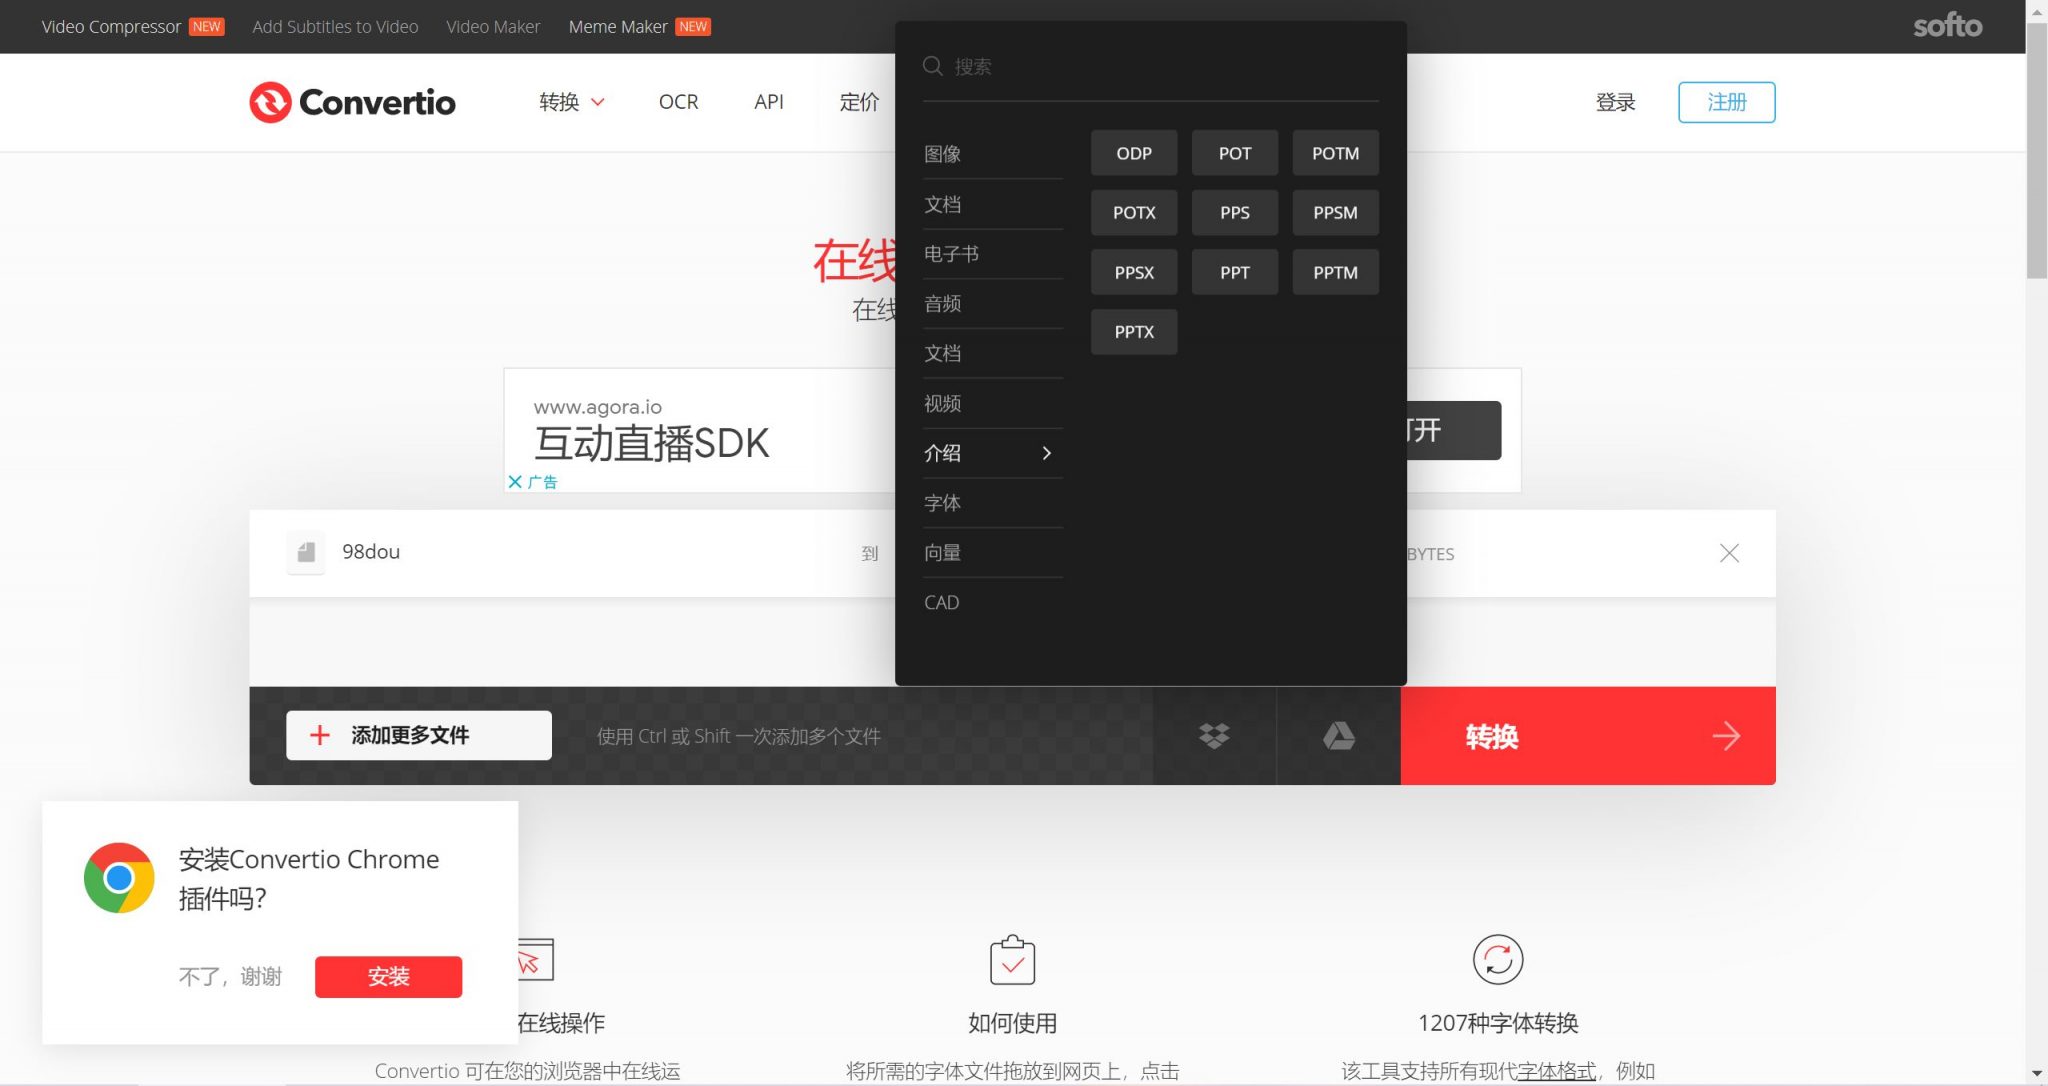 Video Compressor NEW Add Subtitles to Video Video Maker Meme Maker NEW softo
Convertio 转换 OCR API 定价 登录 注册
搜索
图像
文档
电子书
音频
文档
视频
介绍
字体
向量
CAD
ODP POT POTM
POTX PPS PPSM
PPSX PPT PPTM
PPTX
在线
在线
www.agora.io
互动直播SDK
广告
开
98dou 到 BYTES
添加更多文件 使用 Ctrl 或 Shift 一次添加多个文件 转换
安装Convertio Chrome
插件吗?
不了，谢谢 安装
在线操作
Convertio 可在您的浏览器中在线运
如何使用
将所需的字体文件拖放到网页上，点击
1207种字体转换
该工具支持所有现代字体格式，例如